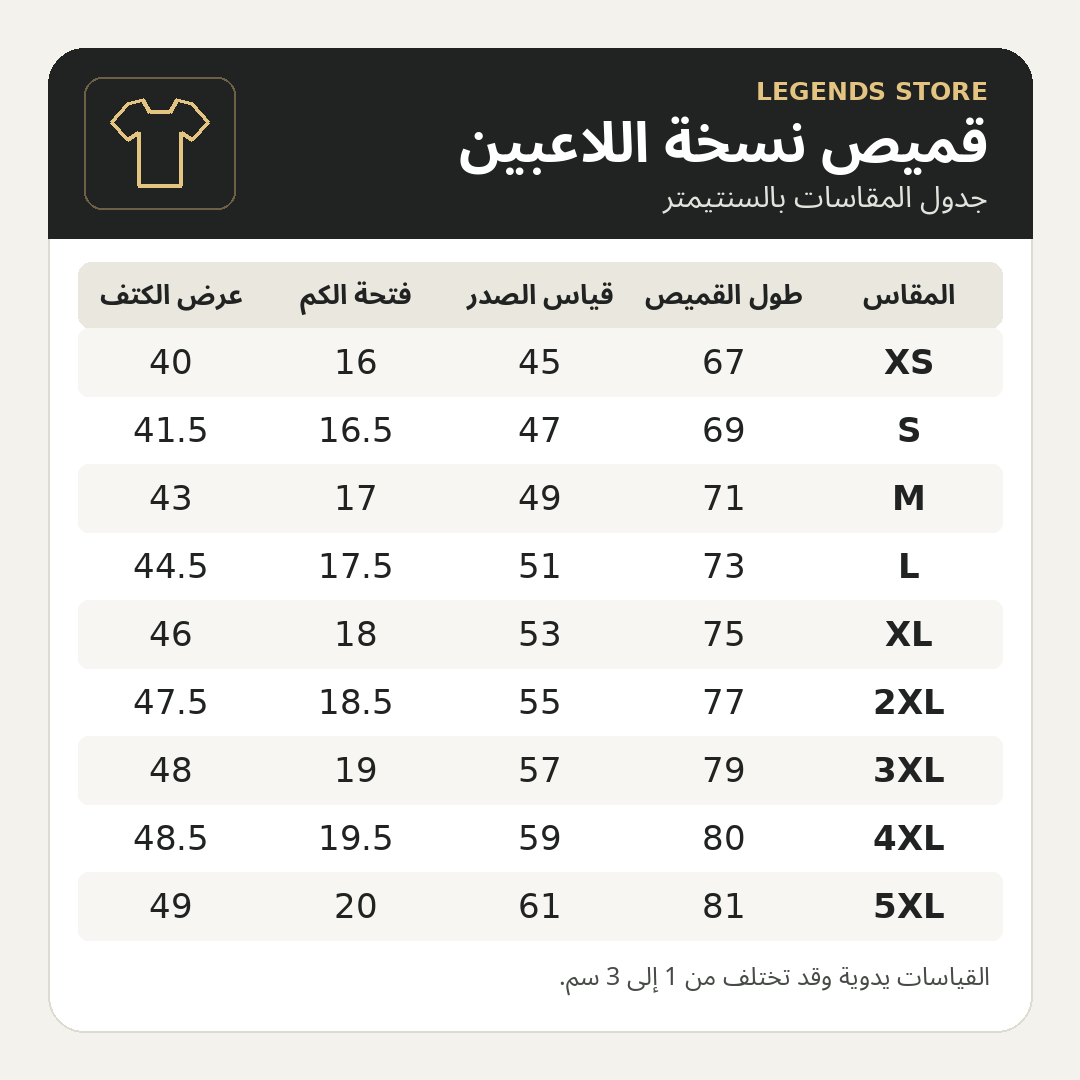 LEGENDS STORE
قميص نسخة اللاعبين
جدول المقاسات بالسنتيمتر
المقاس طول القميص قياس الصدر فتحة الكم عرض الكتف
XS 67 45 16 40
S 69 47 16.5 41.5
M 71 49 17 43
L 73 51 17.5 44.5
XL 75 53 18 46
2XL 77 55 18.5 47.5
3XL 79 57 19 48
4XL 80 59 19.5 48.5
5XL 81 61 20 49
القياسات يدوية وقد تختلف من 1 إلى 3 سم.